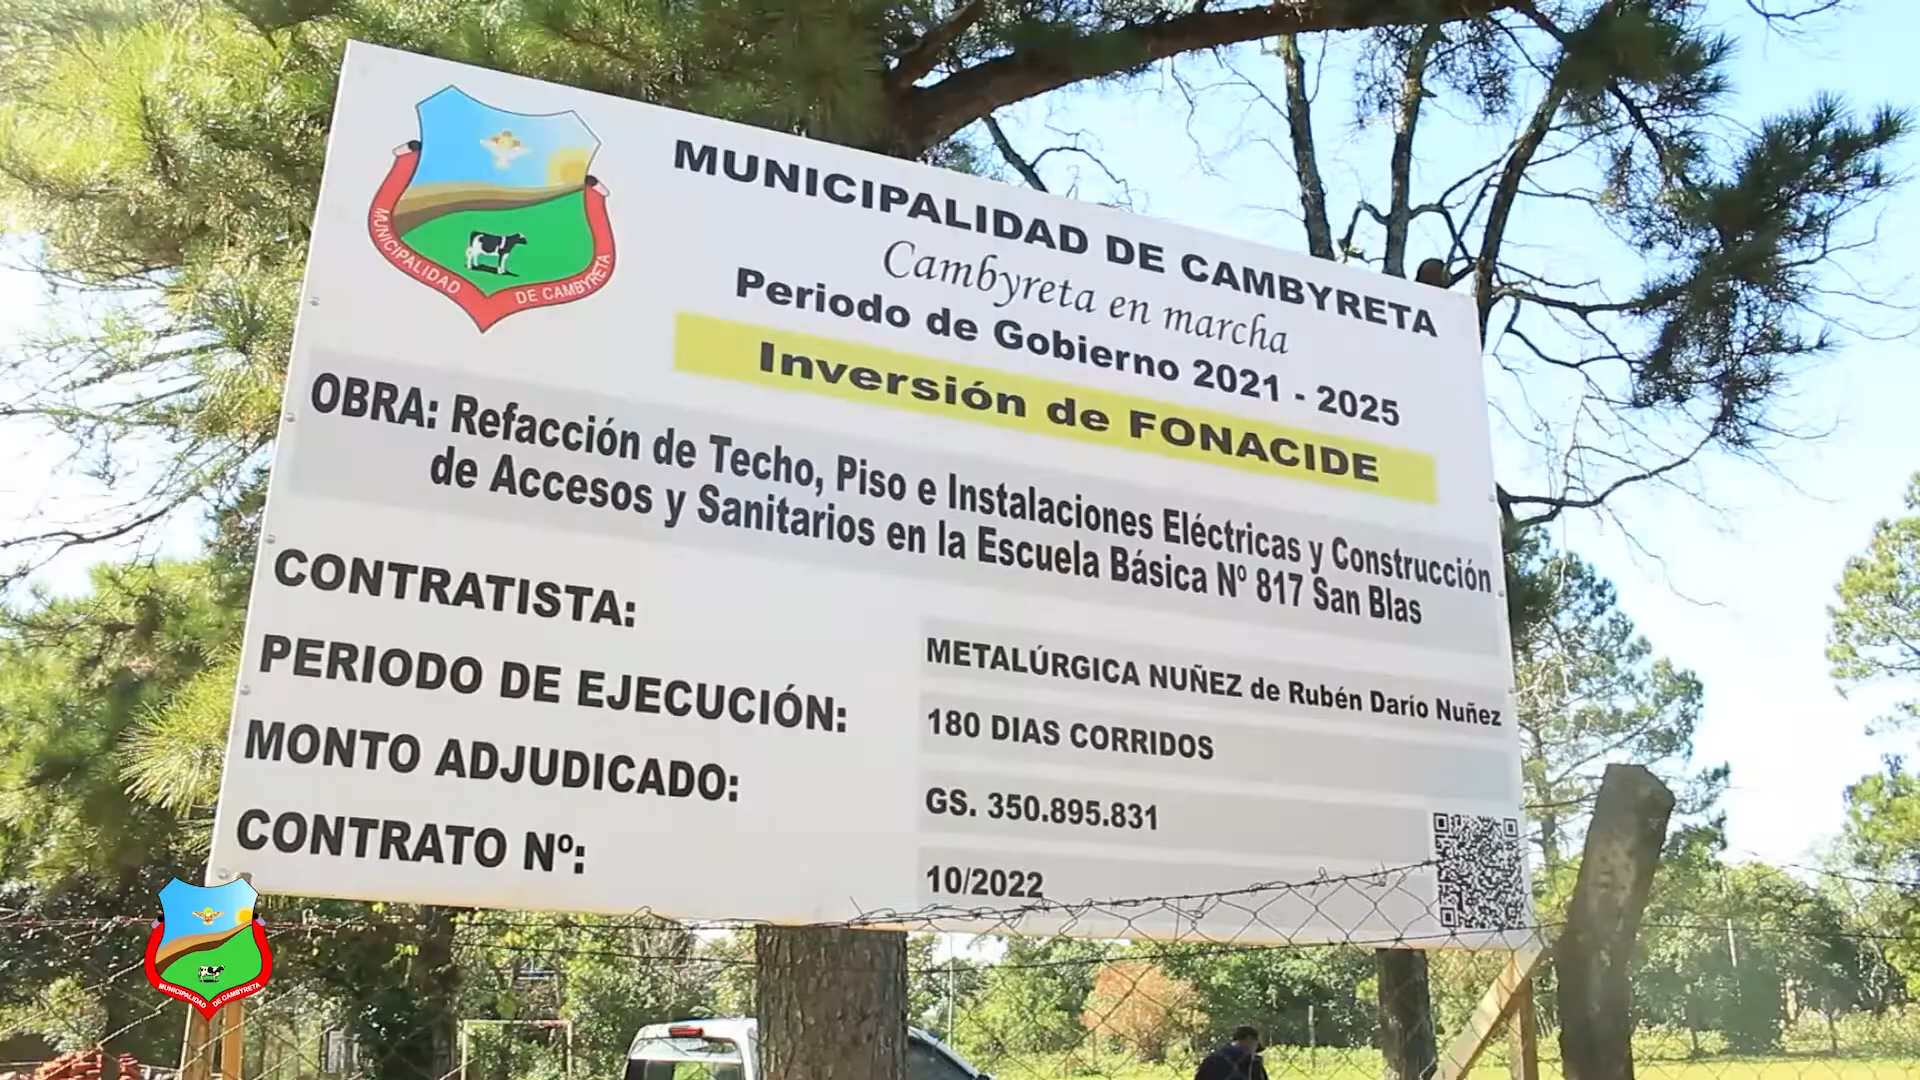 MUNICIPALIDAD DE CAMBYRETA
MUNICIPALIDAD DE CAMBYRETA
Cambyreta en marcha
Periodo de Gobierno 2021 - 2025
Inversión de FONACIDE
OBRA: Refacción de Techo, Piso e Instalaciones Eléctricas y Construcción
de Accesos y Sanitarios en la Escuela Básica Nº 817 San Blas
CONTRATISTA: METALÚRGICA NUÑEZ de Rubén Darío Nuñez
PERIODO DE EJECUCIÓN: 180 DIAS CORRIDOS
MONTO ADJUDICADO: GS. 350.895.831
CONTRATO Nº: 10/2022
MUNICIPALIDAD DE CAMBYRETA